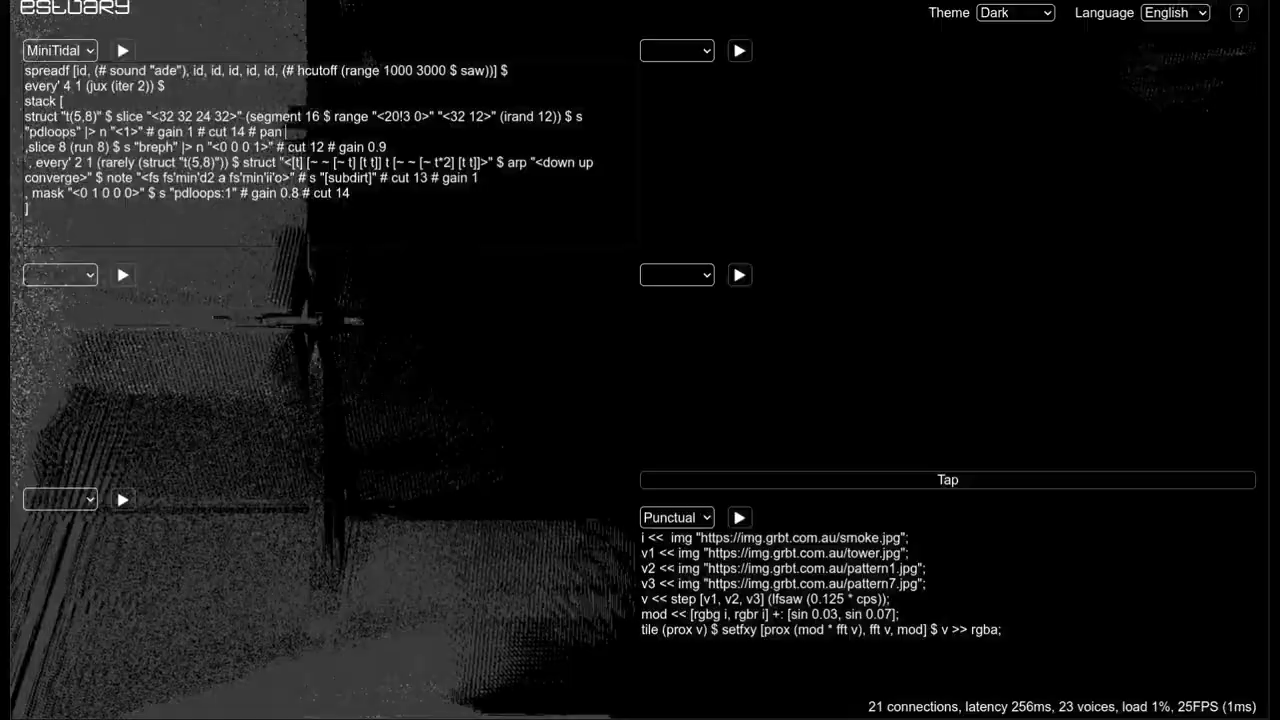 estuary
Theme Dark Language English ?
MiniTidal
spreadf [id, (# sound "ade"), id, id, id, id, id, (# hcutoff (range 1000 3000 $ saw))] $
every' 4 1 (jux (iter 2)) $
stack [
struct "t(5,8)" $ slice "<32 32 24 32>" (segment 16 $ range "<20!3 0>" "<32 12>" (irand 12)) $ s
"pdloops" |> n "<1>" # gain 1 # cut 14 # pan
,slice 8 (run 8) $ s "breph" |> n "<0 0 0 1>" # cut 12 # gain 0.9
, every' 2 1 (rarely (struct "t(5,8)")) $ struct "<[t] [~ ~ [~ t] [t t]] t [~ ~ [~ t*2] [t t]]>" $ arp "<down up
converge>" $ note "<fs fs'min'd2 a fs'min'ii'o>" # s "[subdirt]" # cut 13 # gain 1
, mask "<0 1 0 0 0>" $ s "pdloops:1" # gain 0.8 # cut 14
]
Tap
Punctual
i << img "https://img.grbt.com.au/smoke.jpg";
v1 << img "https://img.grbt.com.au/tower.jpg";
v2 << img "https://img.grbt.com.au/pattern1.jpg";
v3 << img "https://img.grbt.com.au/pattern7.jpg";
v << step [v1, v2, v3] (lfsaw (0.125 * cps));
mod << [rgbg i, rgbr i] +: [sin 0.03, sin 0.07];
tile (prox v) $ setfxy [prox (mod * fft v), fft v, mod] $ v >> rgba;
21 connections, latency 256ms, 23 voices, load 1%, 25FPS (1ms)